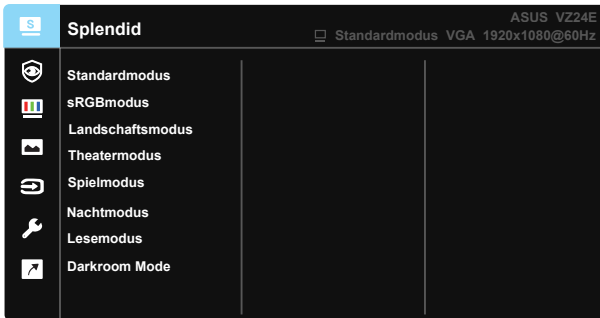 S
Splendid
ASUS VZ24E
Standardmodus VGA 1920x1080@60Hz
Standardmodus
sRGBmodus
Landschaftsmodus
Theatermodus
Spielmodus
Nachtmodus
Lesemodus
Darkroom Mode